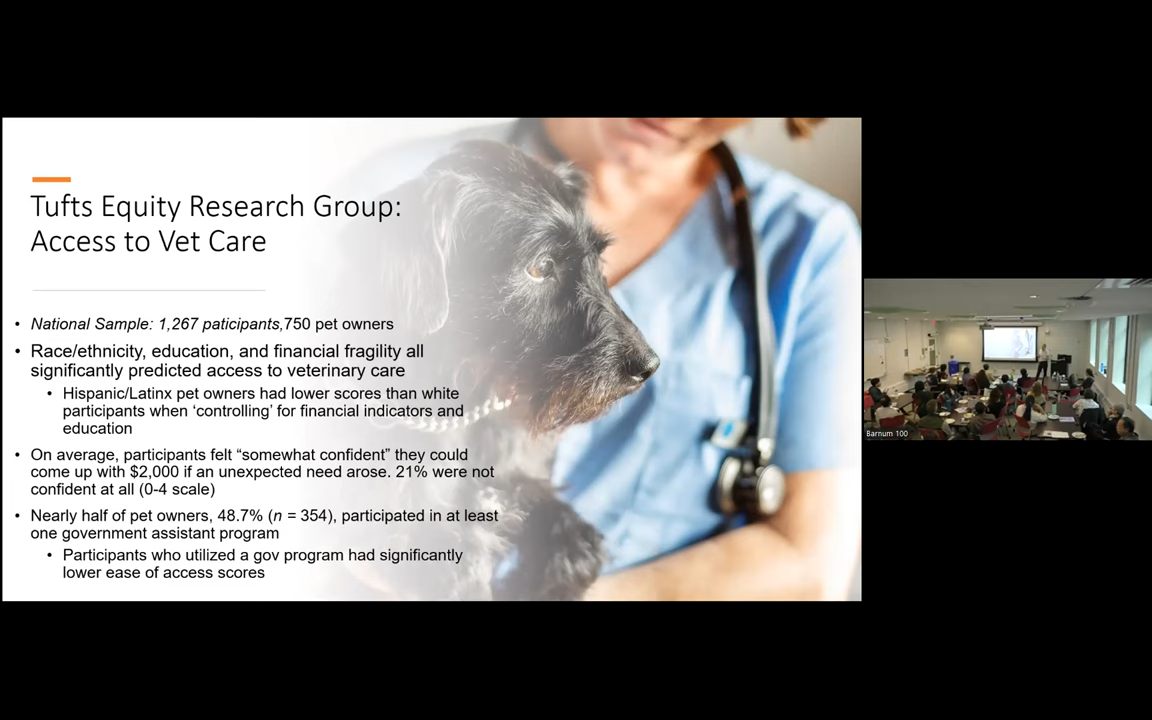 Tufts Equity Research Group:
Access to Vet Care
• National Sample: 1,267 paticipants,750 pet owners
• Race/ethnicity, education, and financial fragility all
significantly predicted access to veterinary care
• Hispanic/Latinx pet owners had lower scores than white
participants when ‘controlling’ for financial indicators and
education
• On average, participants felt “somewhat confident” they could
come up with $2,000 if an unexpected need arose. 21% were not
confident at all (0-4 scale)
• Nearly half of pet owners, 48.7% (n = 354), participated in at least
one government assistant program
• Participants who utilized a gov program had significantly
lower ease of access scores
Barnum 100